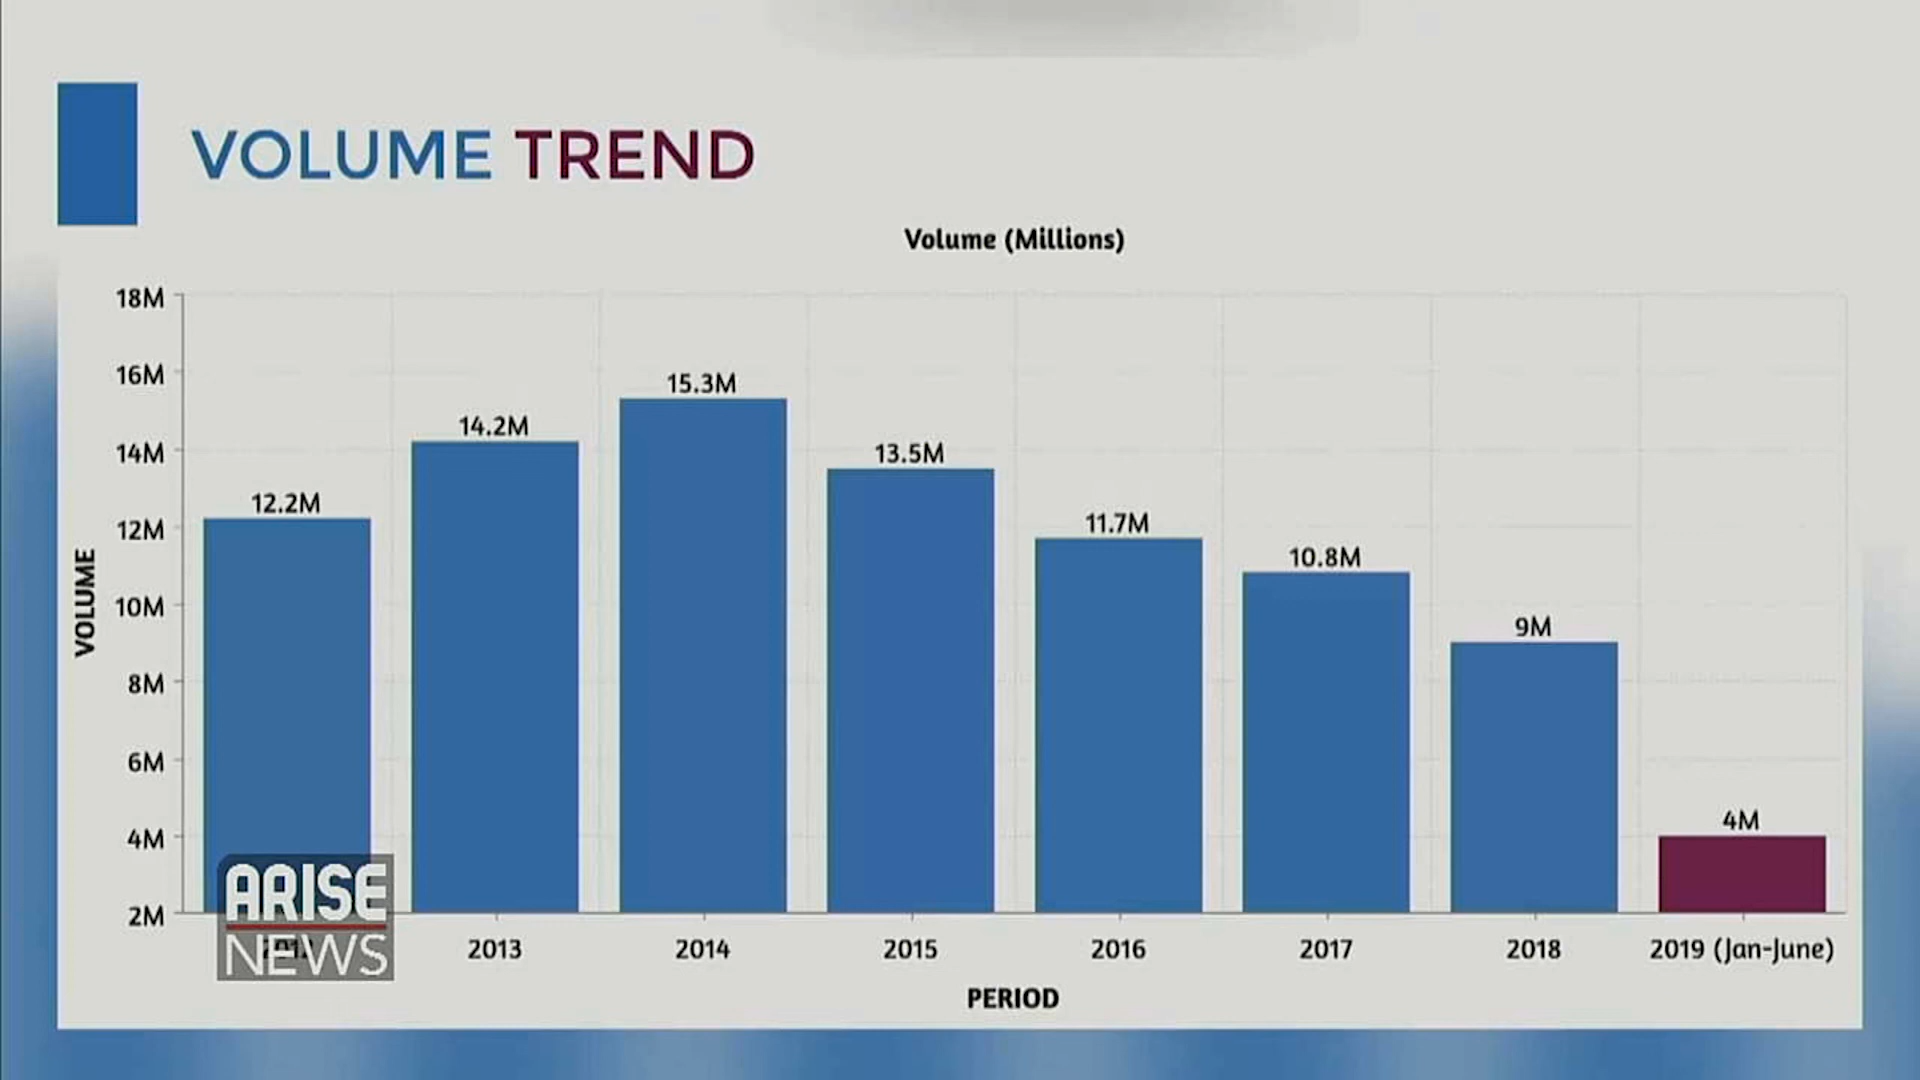 VOLUME TREND
Volume (Millions)
18M
16M
14M
12M
10M
8M
6M
4M
2M
VOLUME
12.2M
14.2M
15.3M
13.5M
11.7M
10.8M
9M
4M
2012 2013 2014 2015 2016 2017 2018 2019 (Jan-June)
PERIOD
ARISE
NEWS